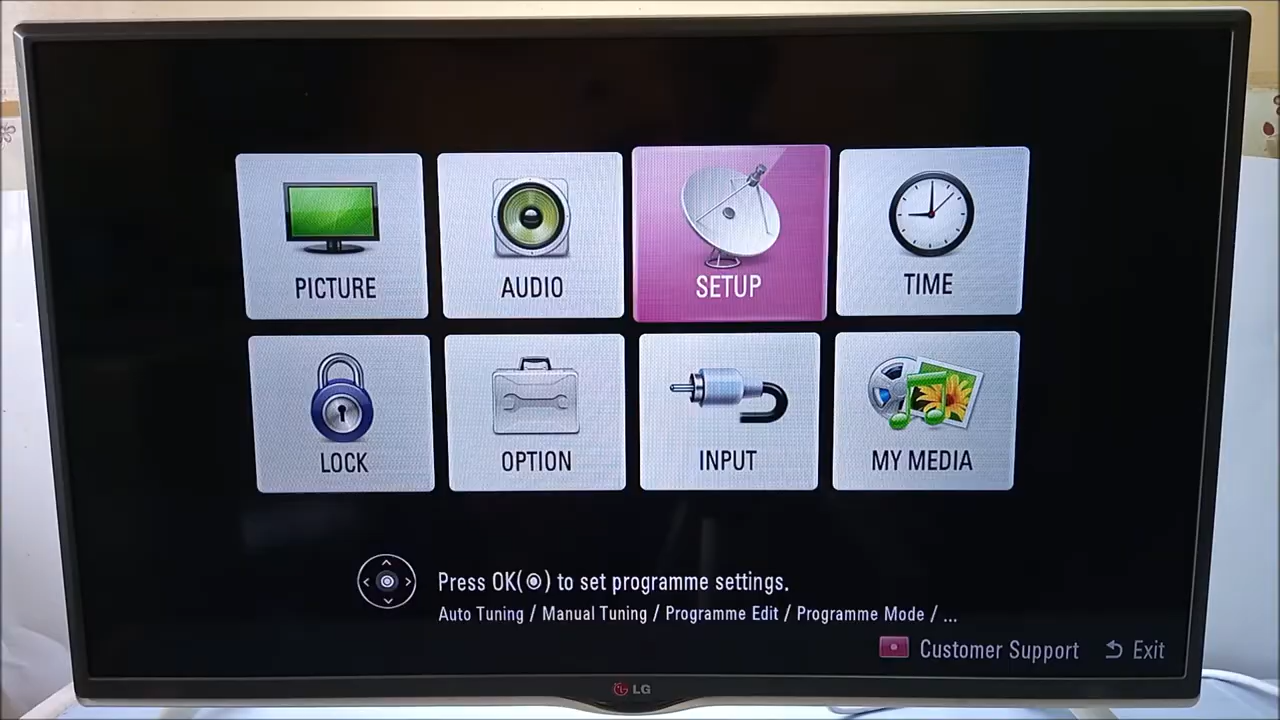 PICTURE
AUDIO
SETUP
TIME
LOCK
OPTION
INPUT
MY MEDIA
Press OK(◉) to set programme settings.
Auto Tuning / Manual Tuning / Programme Edit / Programme Mode / ...
Customer Support
Exit
LG